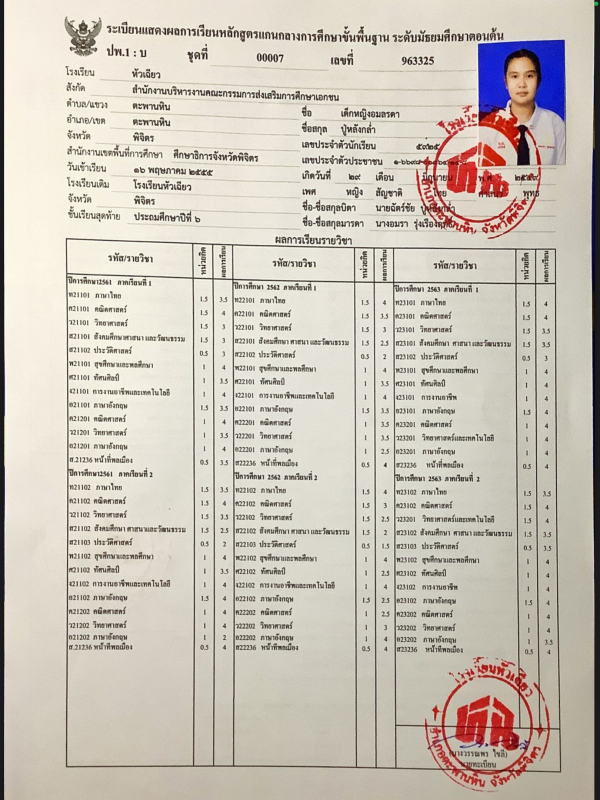 ระเบียนแสดงผลการเรียนหลักสูตรแกนกลางการศึกษาขั้นพื้นฐาน ระดับมัธยมศึกษาตอนต้น
ปพ.1 : บ ชุดที่ 00007 เลขที่ 963325
โรงเรียน หัวเฉียว
สังกัด สำนักงานบริหารงานคณะกรรมการส่งเสริมการศึกษาเอกชน
ตำบล/แขวง ตะพานหิน ชื่อ เด็กหญิงอมลรดา
อำเภอ/เขต ตะพานหิน ชื่อสกุล ปู่หลังกล่ำ
จังหวัด พิจิตร เลขประจำตัวนักเรียน ๕๙๒๕
สำนักงานเขตพื้นที่การศึกษา ศึกษาธิการจังหวัดพิจิตร เลขประจำตัวประชาชน
วันเข้าเรียน ๑๖ พฤษภาคม ๒๕๕๕ เกิดวันที่ ๒๙ เดือน มิถุนายน พ.ศ.
โรงเรียนเดิม โรงเรียนหัวเฉียว เพศ หญิง สัญชาติ ไทย ศาสนา พุทธ
จังหวัด พิจิตร ชื่อ-ชื่อสกุลบิดา นายฉัตร์ชัย
ชั้นเรียนสุดท้าย ประถมศึกษาปีที่ ๖ ชื่อ-ชื่อสกุลมารดา นางอมรา
ผลการเรียนรายวิชา
รหัส/รายวิชา หน่วยกิต ผลการเรียน รหัส/รายวิชา หน่วยกิต ผลการเรียน รหัส/รายวิชา หน่วยกิต ผลการเรียน
ปีการศึกษา2561 ภาคเรียนที่ 1
ท21101 ภาษาไทย 1.5 3.5
ค21101 คณิตศาสตร์ 1.5 4
ว21101 วิทยาศาสตร์ 1.5 3
ส21101 สังคมศึกษา ศาสนา และวัฒนธรรม 1.5 3
ส21102 ประวัติศาสตร์ 0.5 3
พ21101 สุขศึกษาและพลศึกษา 1 4
ศ21101 ทัศนศิลป์ 1 4
ง21101 การงานอาชีพและเทคโนโลยี 1 4
อ21101 ภาษาอังกฤษ 1.5 3.5
ค21201 คณิตศาสตร์ 1 4
ว21201 วิทยาศาสตร์ 1 4
อ21201 ภาษาอังกฤษ 1 4
ส.21236 หน้าที่พลเมือง 0.5 3.5
ปีการศึกษา2561 ภาคเรียนที่ 2
ท21102 ภาษาไทย 1.5 3.5
ค21102 คณิตศาสตร์ 1.5 4
ว21102 วิทยาศาสตร์ 1.5 3.5
ส21102 สังคมศึกษา ศาสนา และวัฒนธรรม 1.5 2.5
ส21103 ประวัติศาสตร์ 0.5 2
พ21102 สุขศึกษาและพลศึกษา 1 4
ศ21102 ทัศนศิลป์ 1 3.5
ง21102 การงานอาชีพและเทคโนโลยี 1 4
อ21102 ภาษาอังกฤษ 1.5 4
ค21202 คณิตศาสตร์ 1 4
ว21202 วิทยาศาสตร์ 1 4
อ21202 ภาษาอังกฤษ 1 2
ส.21236 หน้าที่พลเมือง 0.5 4
ปีการศึกษา 2562 ภาคเรียนที่ 1
ท22101 ภาษาไทย 1.5 4
ค22101 คณิตศาสตร์ 1.5 3.5
ว22101 วิทยาศาสตร์ 1.5 3
ส22101 สังคมศึกษา ศาสนา และวัฒนธรรม 1.5 2.5
ส22102 ประวัติศาสตร์ 0.5 2
พ22101 สุขศึกษาและพลศึกษา 1 4
ศ22101 ทัศนศิลป์ 1 3.5
ง22101 การงานอาชีพและเทคโนโลยี 1 4
อ22101 ภาษาอังกฤษ 1.5 3.5
ค22201 คณิตศาสตร์ 1 3.5
ว22201 วิทยาศาสตร์ 1 3.5
อ22201 ภาษาอังกฤษ 1 2.5
ส22236 หน้าที่พลเมือง 0.5 4
ปีการศึกษา 2562 ภาคเรียนที่ 2
ท22102 ภาษาไทย 1.5 4
ค22102 คณิตศาสตร์ 1.5 3
ว22102 วิทยาศาสตร์ 1.5 2.5
ส22102 สังคมศึกษา ศาสนา และวัฒนธรรม 1.5 2
ส22103 ประวัติศาสตร์ 0.5 1.5
พ22102 สุขศึกษาและพลศึกษา 1 4
ศ22102 ทัศนศิลป์ 1 2.5
ง22102 การงานอาชีพและเทคโนโลยี 1 4
อ22102 ภาษาอังกฤษ 1.5 2.5
ค22202 คณิตศาสตร์ 1 2.5
ว22202 วิทยาศาสตร์ 1 3
อ22202 ภาษาอังกฤษ 1 4
ส22236 หน้าที่พลเมือง 0.5 4
ปีการศึกษา 2563 ภาคเรียนที่ 1
ท23101 ภาษาไทย 1.5 4
ค23101 คณิตศาสตร์ 1.5 4
ว23101 วิทยาศาสตร์ 1.5 3.5
ส23101 สังคมศึกษา ศาสนา และวัฒนธรรม 1.5 3.5
ส23102 ประวัติศาสตร์ 0.5 3
พ23101 สุขศึกษาและพลศึกษา 1 4
ศ23101 ทัศนศิลป์ 1 4
ง23101 การงานอาชีพ 1 4
อ23101 ภาษาอังกฤษ 1.5 4
ค23201 คณิตศาสตร์ 1 4
ว23201 วิทยาศาสตร์และเทคโนโลยี 1 4
อ23201 ภาษาอังกฤษ 1 4
ส23236 หน้าที่พลเมือง 0.5 4
ปีการศึกษา 2563 ภาคเรียนที่ 2
ท23102 ภาษาไทย 1.5 3.5
ค23102 คณิตศาสตร์ 1.5 4
ว23201 วิทยาศาสตร์และเทคโนโลยี 1.5 4
ส23102 สังคมศึกษา ศาสนา และวัฒนธรรม 1.5 3.5
ส23103 ประวัติศาสตร์ 0.5 3.5
พ23102 สุขศึกษาและพลศึกษา 1 4
ศ23102 ทัศนศิลป์ 1 4
ง23102 การงานอาชีพ 1 4
อ23102 ภาษาอังกฤษ 1.5 4
ค23202 คณิตศาสตร์ 1 4
ว23202 วิทยาศาสตร์ 1 4
อ23202 ภาษาอังกฤษ 1 3.5
ส23236 หน้าที่พลเมือง 0.5 4
โรงเรียนหัวเฉียว
อำเภอตะพานหิน จังหวัดพิจิตร
(นางวรรณพร ไชลี)
นายทะเบียน